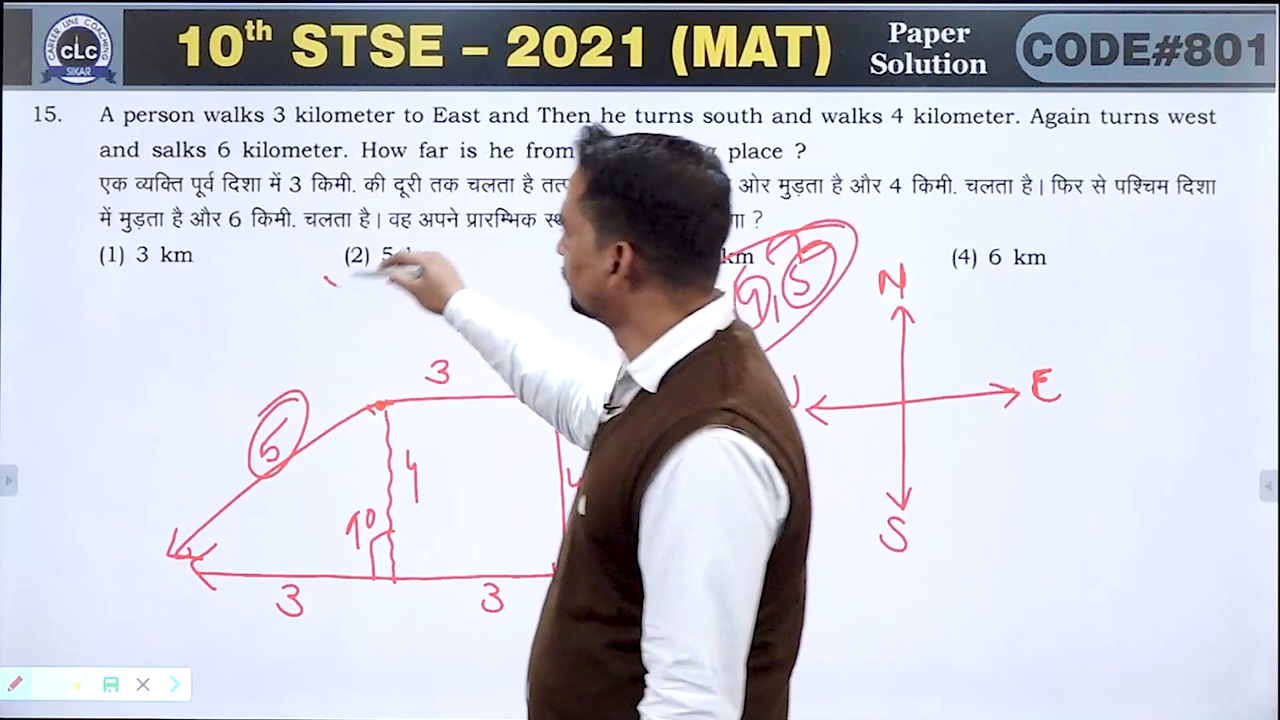 CAREER LINE COACHING
CLC
SIKAR
10th STSE – 2021 (MAT)
Paper
Solution
CODE#801
15. A person walks 3 kilometer to East and Then he turns south and walks 4 kilometer. Again turns west
and salks 6 kilometer. How far is he from place ?
एक व्यक्ति पूर्व दिशा में 3 किमी. की दूरी तक चलता है ओर मुड़ता है और 4 किमी. चलता है। फिर से पश्चिम दिशा
में मुड़ता है और 6 किमी. चलता है। वह अपने प्रारम्भिक ?
(1) 3 km (2) 5 km (4) 6 km
N
E
S
3
5
4
90
3 3
4, 5